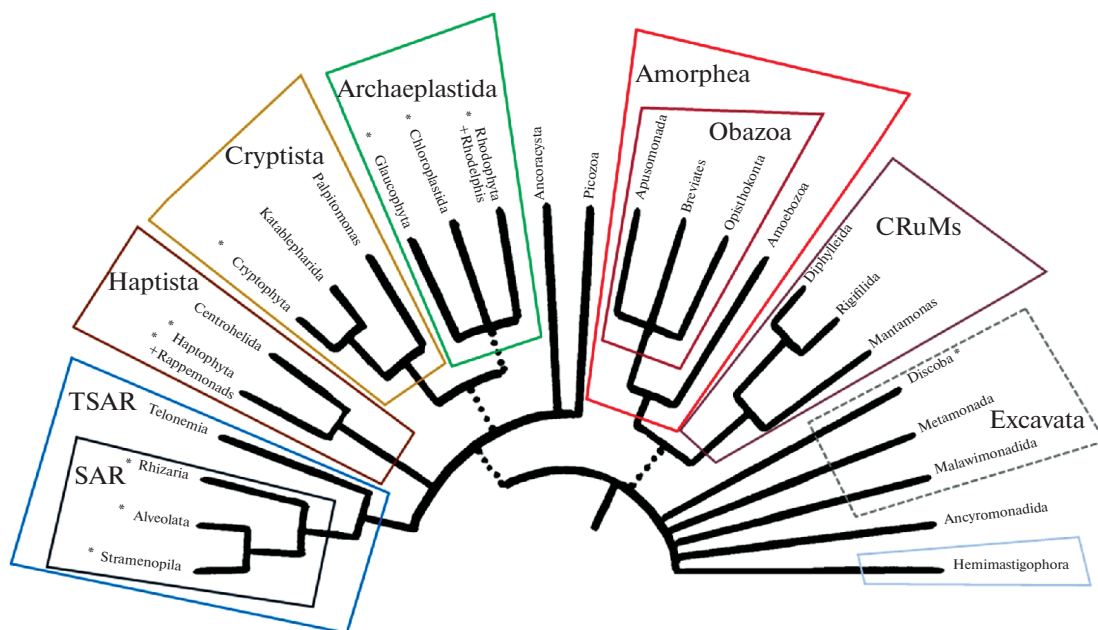 Archaeplastida
* Glaucophyta
* Chloroplastida
* Rhodophyta
+Rhodelphis
Ancoracysta
Picozoa
Amorphea
Obazoa
Apusomonada
Breviates
Opisthokonta
Amoebozoa
Cryptista
Palpitomonas
Katablepharida
* Cryptophyta
CRuMs
Diphylleida
Rigifilida
Mantamonas
Haptista
Centrohelida
* Haptophyta
* +Rappemonads
Discoba *
Metamonada
Excavata
Malawimonadida
TSAR
Telonemia
SAR
* Rhizaria
* Alveolata
* Stramenopila
Ancyromonadida
Hemimastigophora